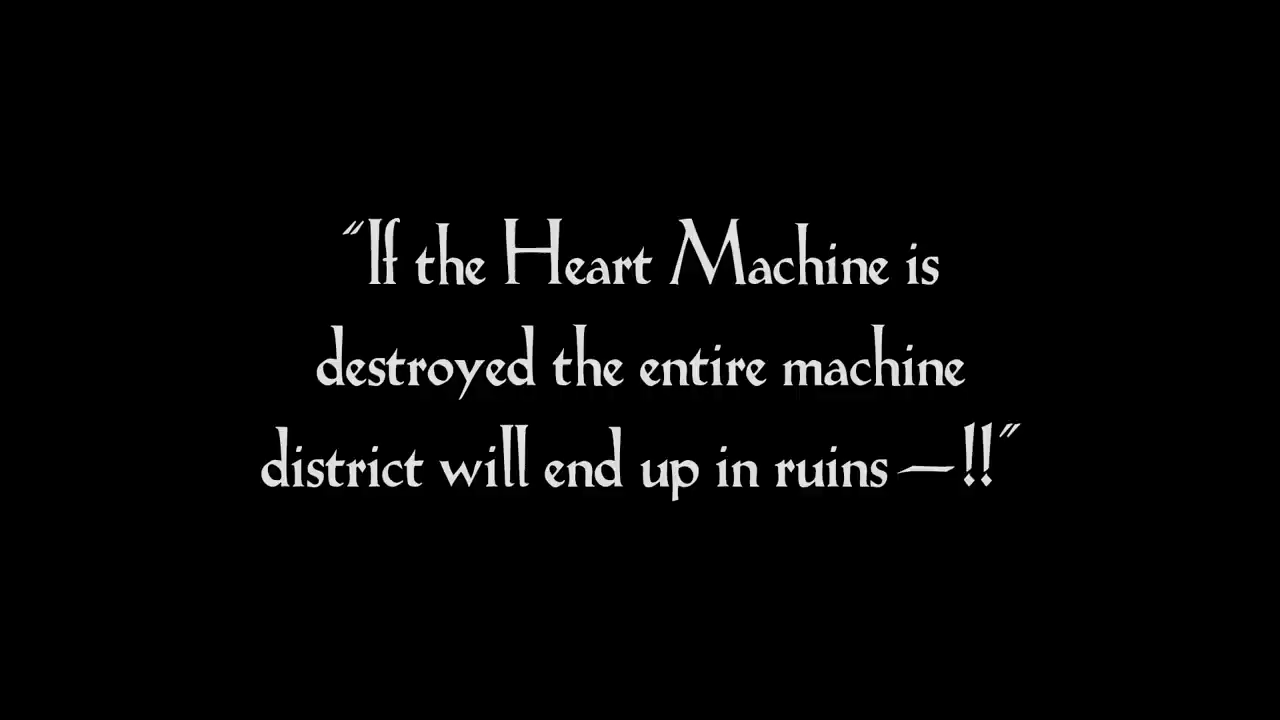 "If the Heart Machine is
destroyed the entire machine
district will end up in ruins —!!"